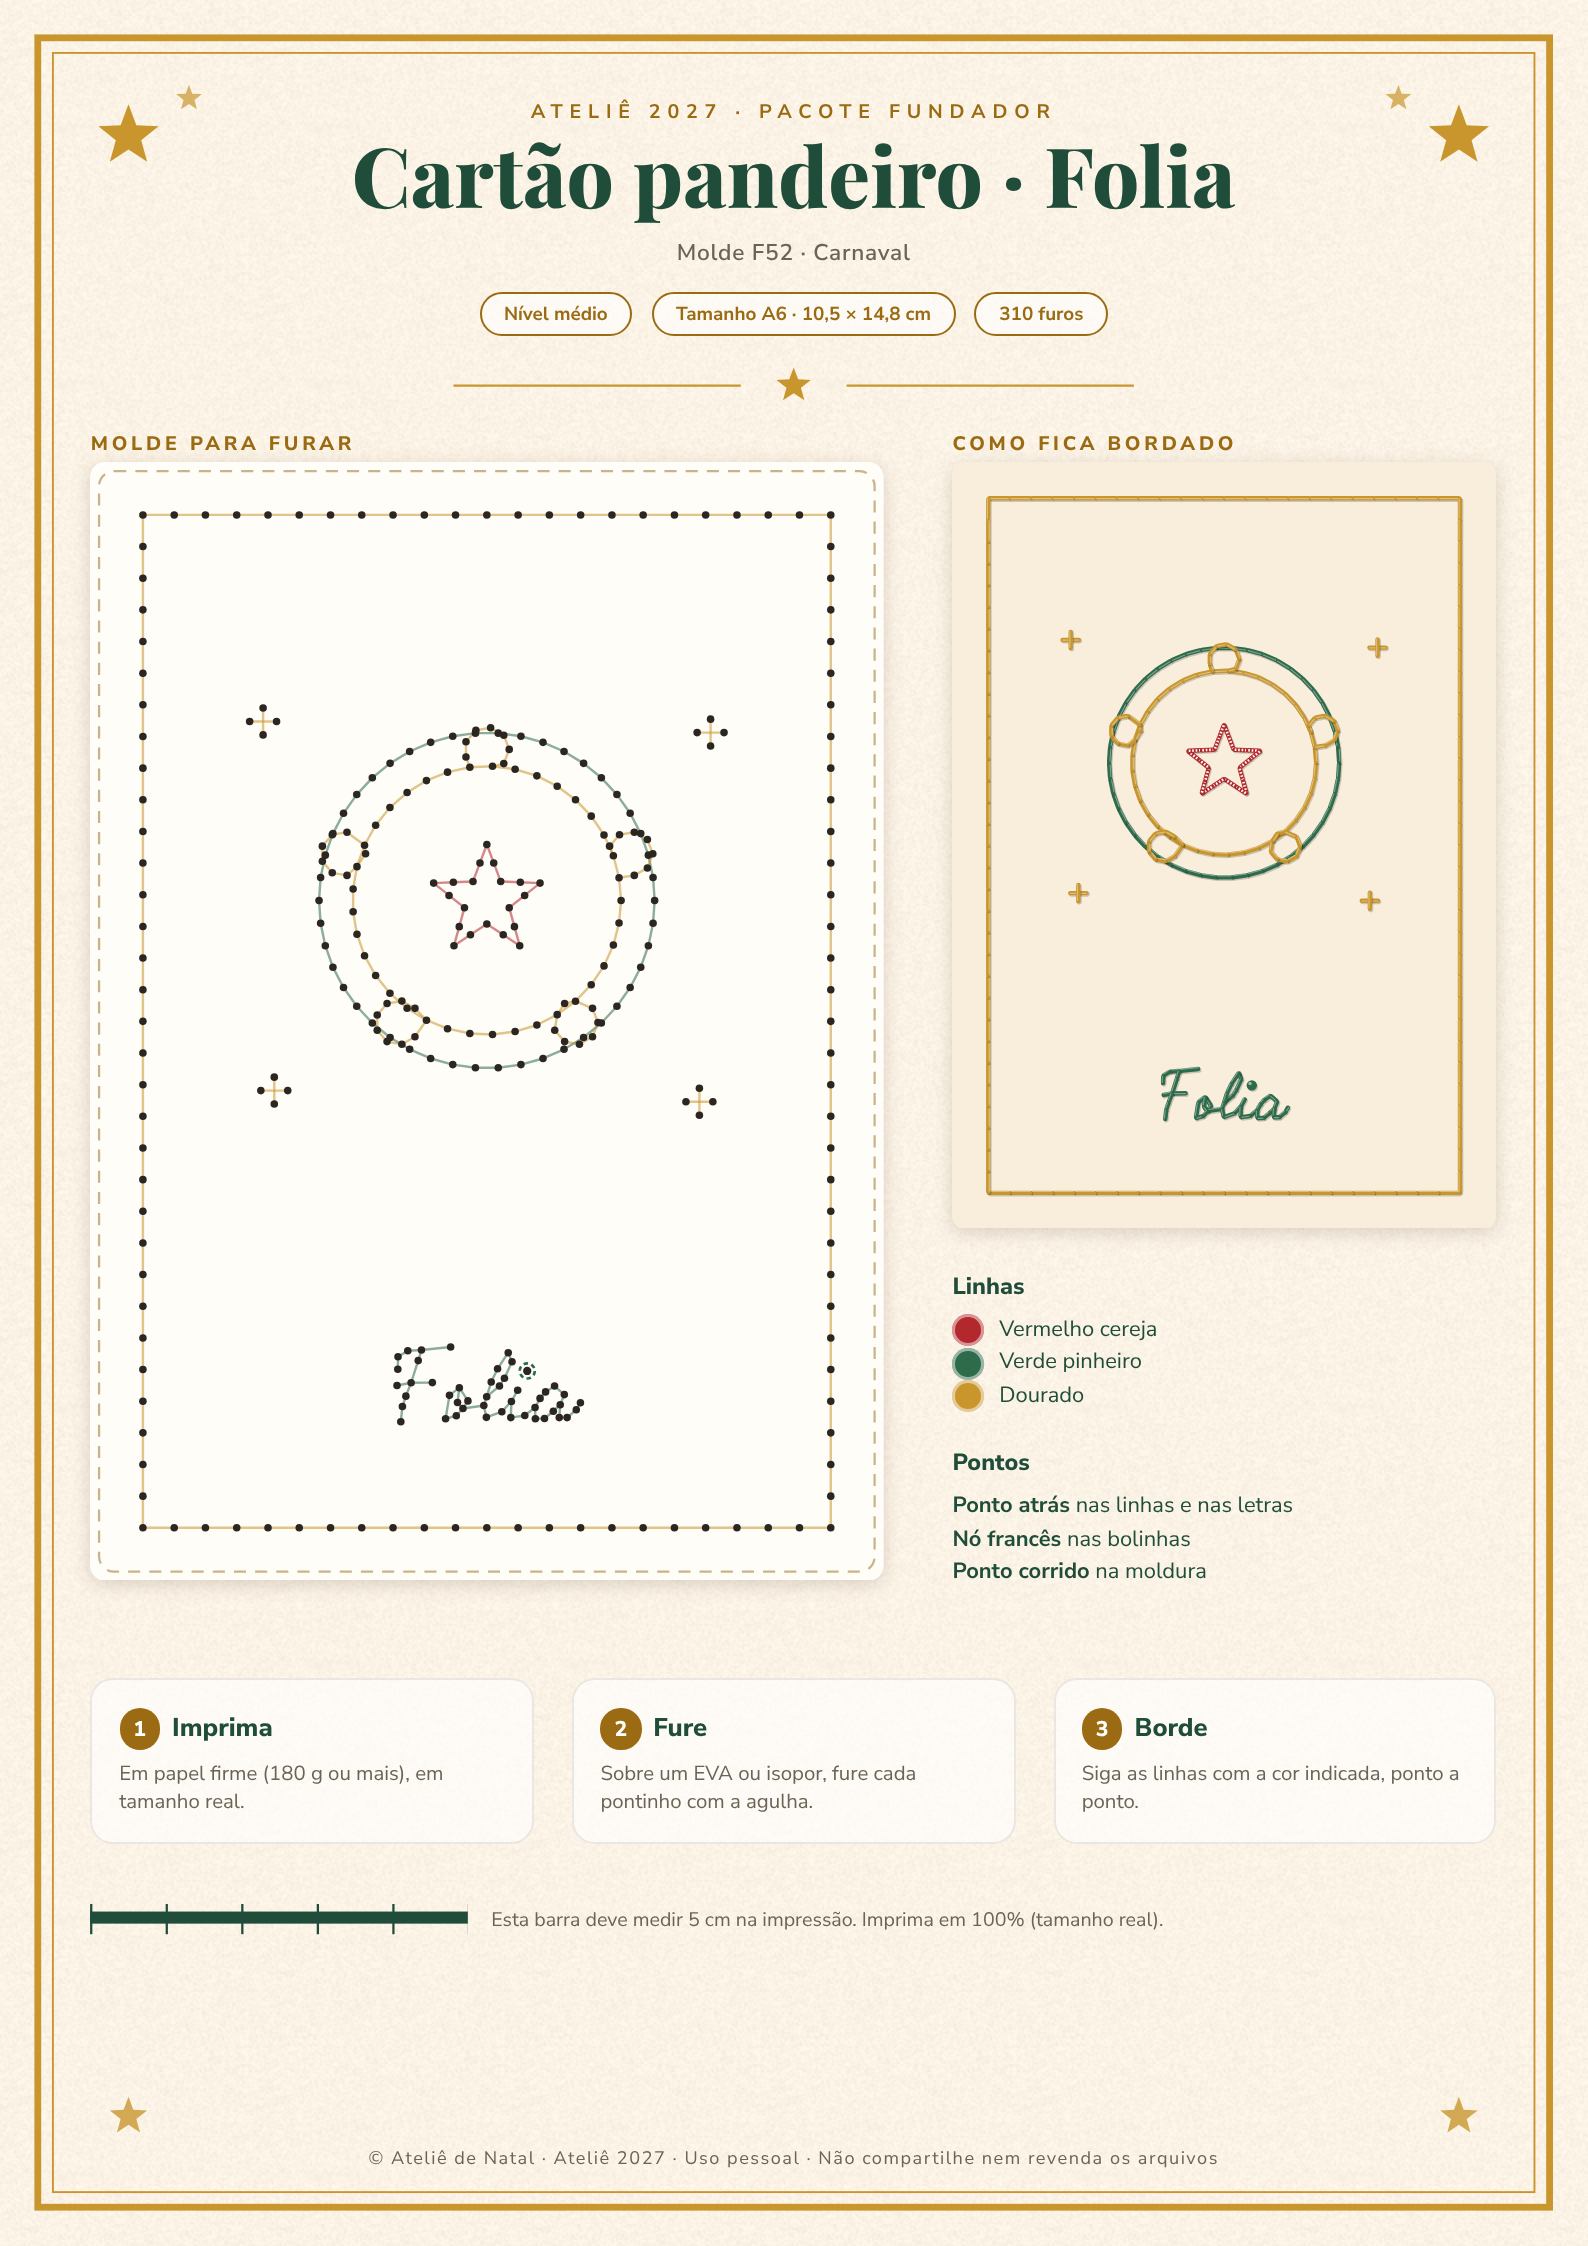 ATELIÊ 2027 · PACOTE FUNDADOR
Cartão pandeiro · Folia
Molde F52 · Carnaval
Nível médio
Tamanho A6 · 10,5 × 14,8 cm
310 furos
MOLDE PARA FURAR
Folia
COMO FICA BORDADO
Folia
Linhas
Vermelho cereja
Verde pinheiro
Dourado
Pontos
Ponto atrás nas linhas e nas letras
Nó francês nas bolinhas
Ponto corrido na moldura
1 Imprima
Em papel firme (180 g ou mais), em
tamanho real.
2 Fure
Sobre um EVA ou isopor, fure cada
pontinho com a agulha.
3 Borde
Siga as linhas com a cor indicada, ponto a
ponto.
Esta barra deve medir 5 cm na impressão. Imprima em 100% (tamanho real).
© Ateliê de Natal · Ateliê 2027 · Uso pessoal · Não compartilhe nem revenda os arquivos